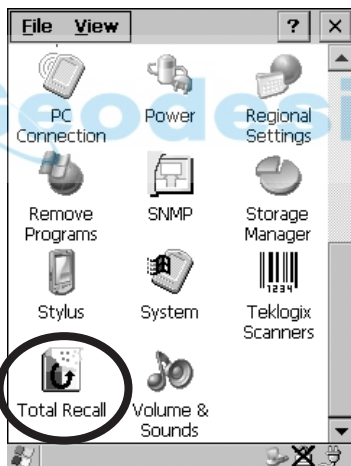 File View ?
PC Connection
Power
Regional Settings
Remove Programs
SNMP
Storage Manager
Stylus
System
1234
Teklogix Scanners
Total Recall
Volume & Sounds